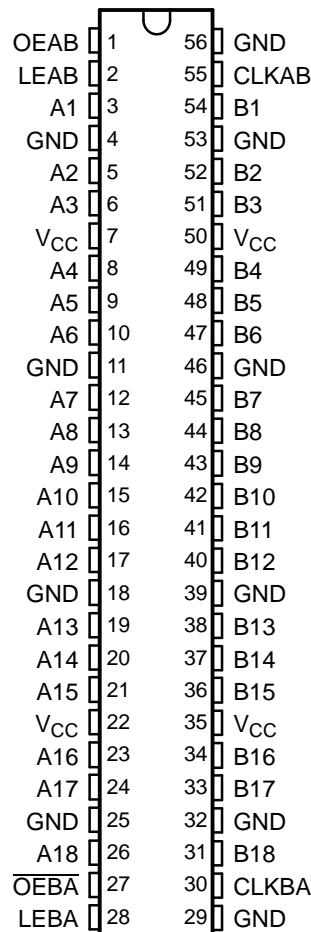 OEAB 1 56 GND
LEAB 2 55 CLKAB
A1 3 54 B1
GND 4 53 GND
A2 5 52 B2
A3 6 51 B3
VCC 7 50 VCC
A4 8 49 B4
A5 9 48 B5
A6 10 47 B6
GND 11 46 GND
A7 12 45 B7
A8 13 44 B8
A9 14 43 B9
A10 15 42 B10
A11 16 41 B11
A12 17 40 B12
GND 18 39 GND
A13 19 38 B13
A14 20 37 B14
A15 21 36 B15
VCC 22 35 VCC
A16 23 34 B16
A17 24 33 B17
GND 25 32 GND
A18 26 31 B18
OEBA 27 30 CLKBA
LEBA 28 29 GND